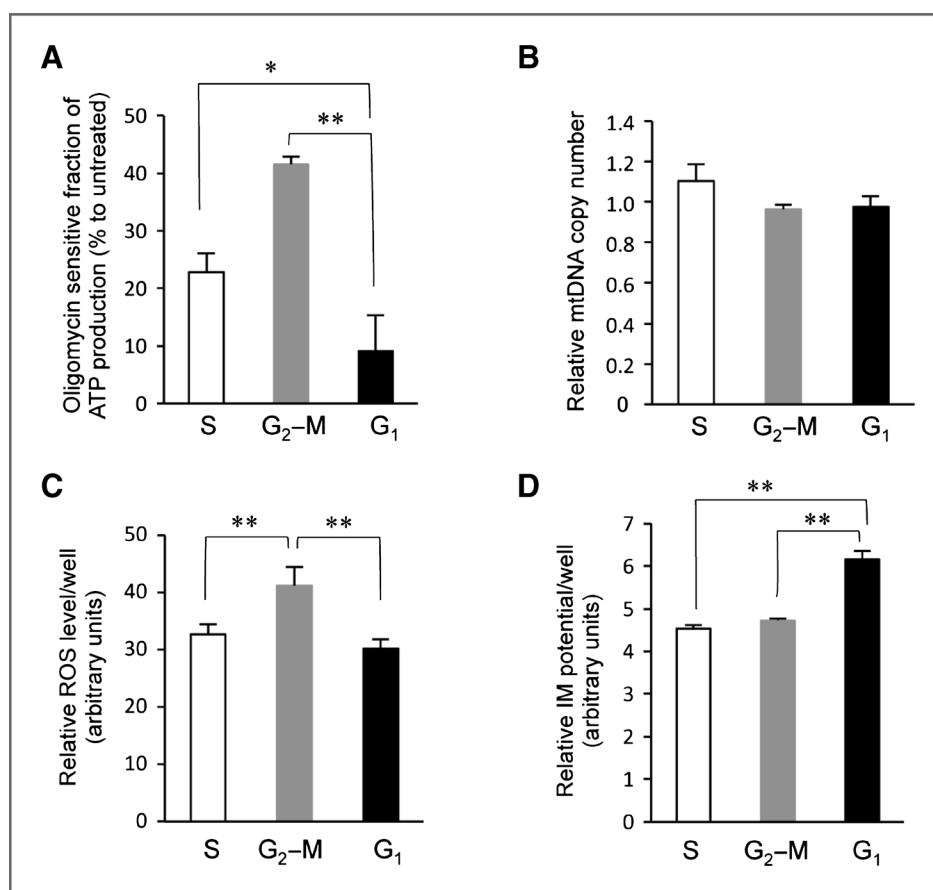 A
Oligomycin sensitive fraction of
ATP production (% to untreated)
50
40
30
20
10
0
*
**
S G₂–M G₁
B
Relative mtDNA copy number
1.4
1.2
1.0
0.8
0.6
0.4
0.2
0
S G₂–M G₁
C
Relative ROS level/well
(arbitrary units)
50
40
30
20
10
0
** **
S G₂–M G₁
D
Relative IM potential/well
(arbitrary units)
7
6
5
4
3
2
1
0
**
**
S G₂–M G₁